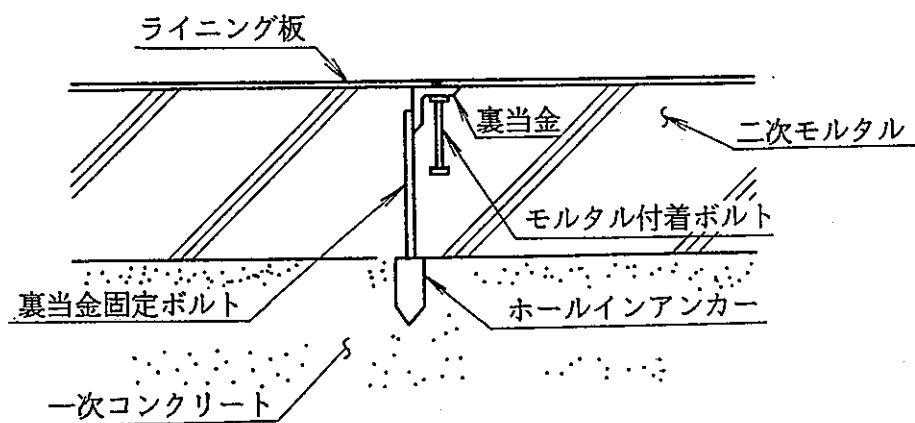 ライニング板
裏当金
二次モルタル
モルタル付着ボルト
裏当金固定ボルト
ホールインアンカー
一次コンクリート